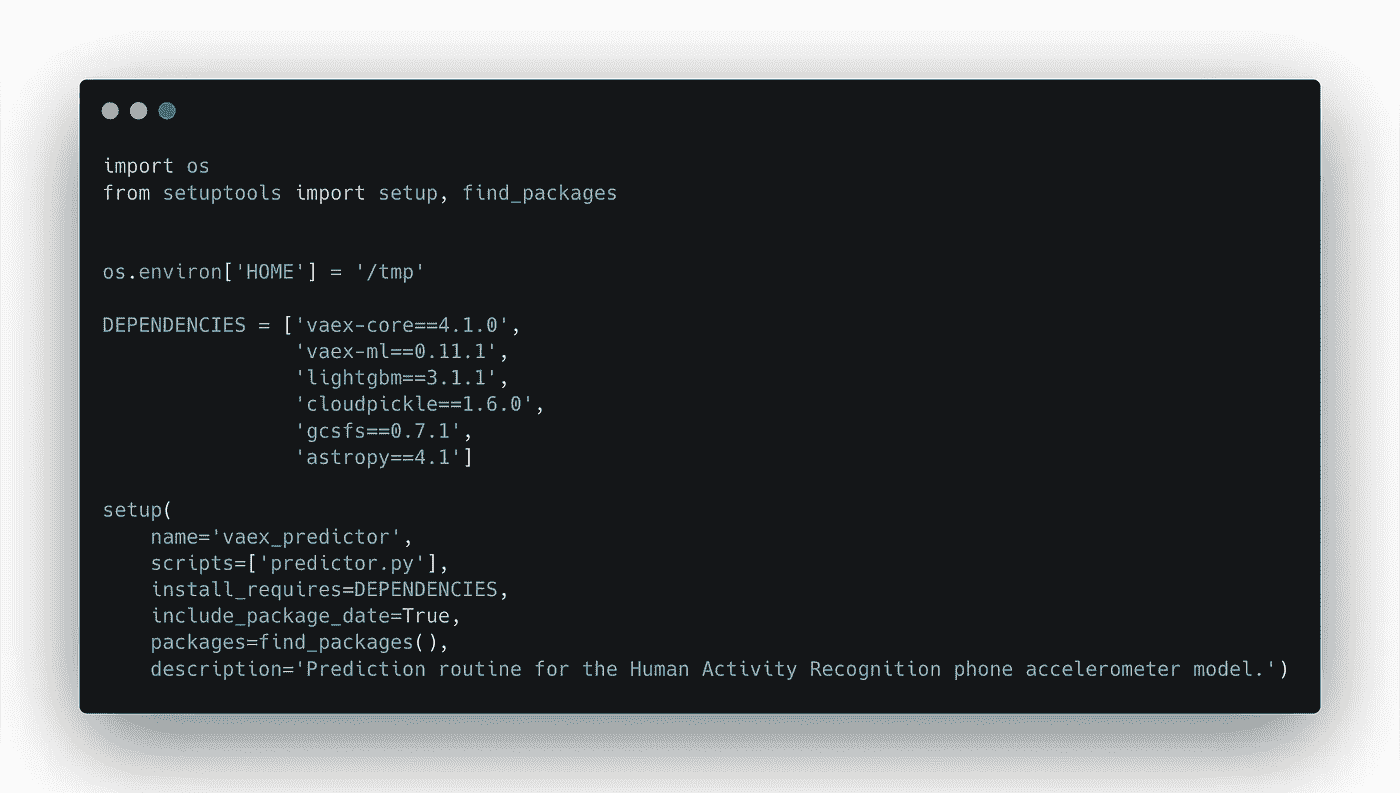 import os
from setuptools import setup, find_packages
os.environ['HOME'] = '/tmp'
DEPENDENCIES = ['vaex-core==4.1.0',
'vaex-ml==0.11.1',
'lightgbm==3.1.1',
'cloudpickle==1.6.0',
'gcsfs==0.7.1',
'astropy==4.1']
setup(
name='vaex_predictor',
scripts=['predictor.py'],
install_requires=DEPENDENCIES,
include_package_date=True,
packages=find_packages(),
description='Prediction routine for the Human Activity Recognition phone accelerometer model.')